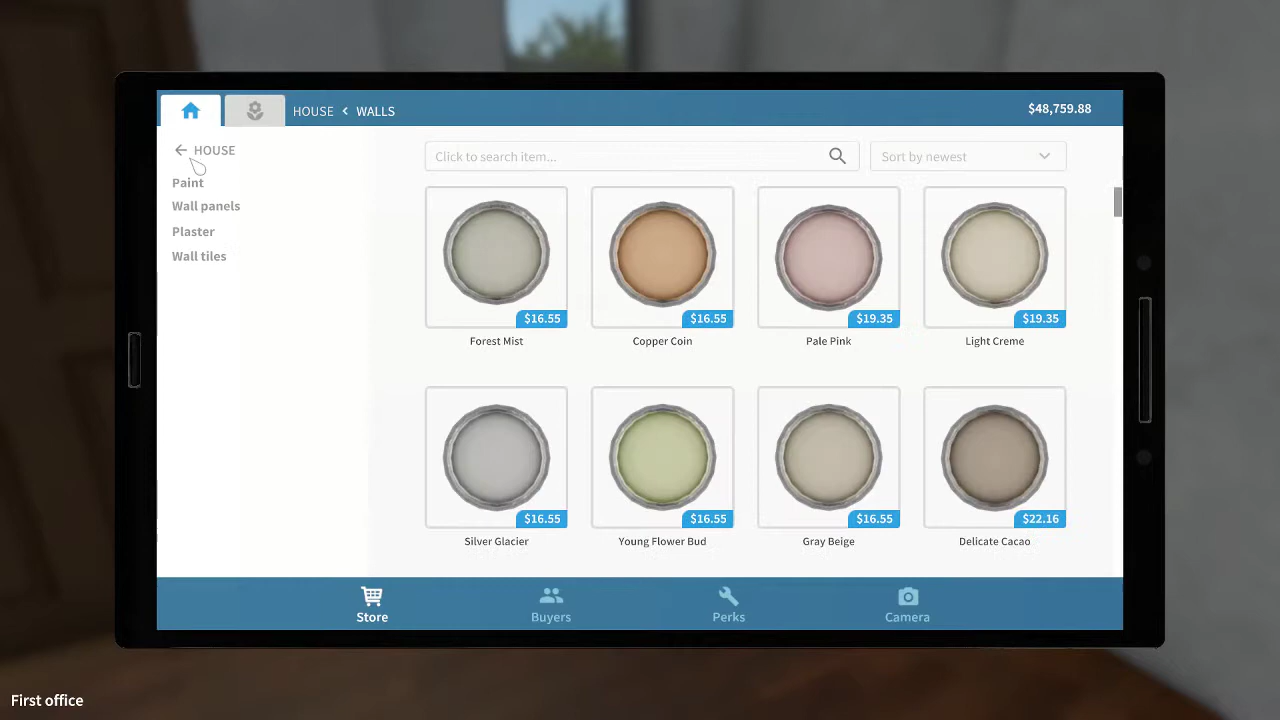 HOUSE < WALLS
$48,759.88
HOUSE
Click to search item...
Sort by newest
Paint
Wall panels
Plaster
Wall tiles
$16.55
$16.55
$19.35
$19.35
Forest Mist
Copper Coin
Pale Pink
Light Creme
$16.55
$16.55
$16.55
$22.16
Silver Glacier
Young Flower Bud
Gray Beige
Delicate Cacao
Store
Buyers
Perks
Camera
First office